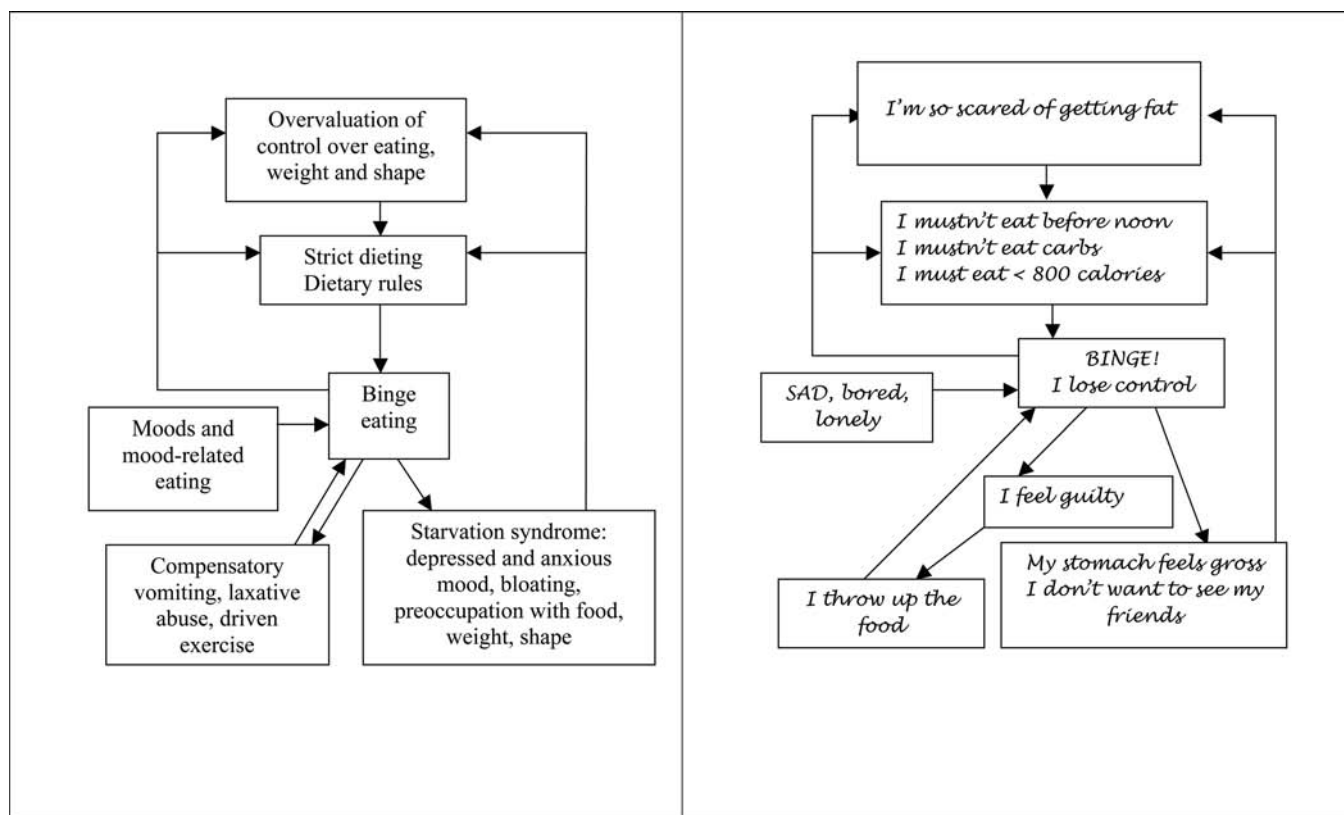 Overvaluation of
control over eating,
weight and shape
Strict dieting
Dietary rules
Binge
eating
Moods and
mood-related
eating
Compensatory
vomiting, laxative
abuse, driven
exercise
Starvation syndrome:
depressed and anxious
mood, bloating,
preoccupation with food,
weight, shape
I'm so scared of getting fat
I mustn't eat before noon
I mustn't eat carbs
I must eat < 800 calories
BINGE!
I lose control
SAD, bored,
lonely
I feel guilty
I throw up the
food
My stomach feels gross
I don't want to see my
friends